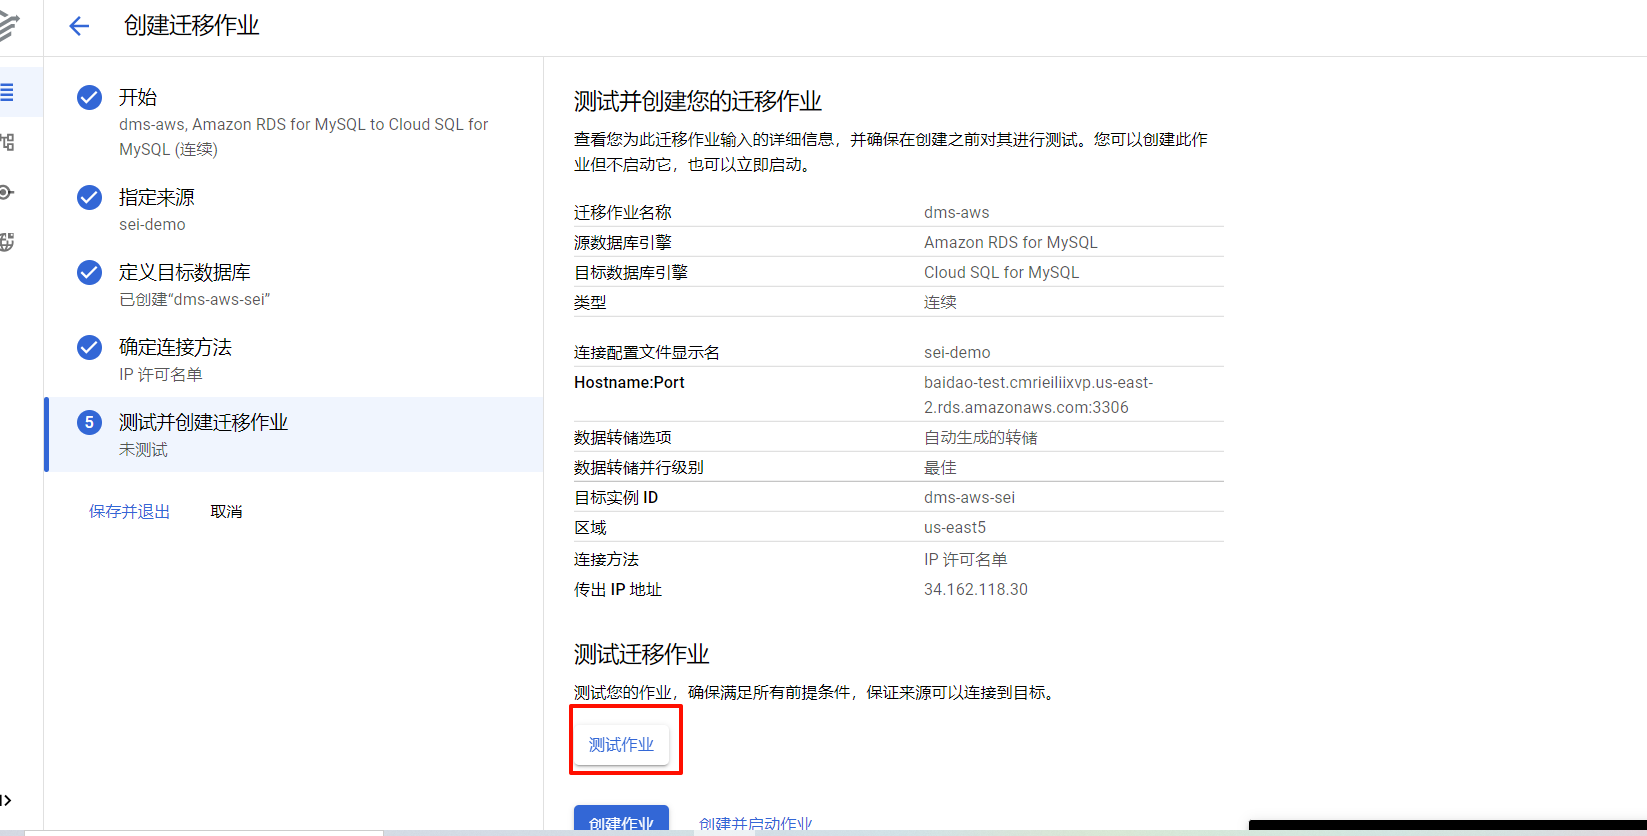 创建迁移作业
开始
dms-aws, Amazon RDS for MySQL to Cloud SQL for
MySQL (连续)
指定来源
sei-demo
定义目标数据库
已创建“dms-aws-sei”
确定连接方法
IP 许可名单
5 测试并创建迁移作业
未测试
保存并退出 取消
测试并创建您的迁移作业
查看您为此迁移作业输入的详细信息，并确保在创建之前对其进行测试。您可以创建此作
业但不启动它，也可以立即启动。
迁移作业名称 dms-aws
源数据库引擎 Amazon RDS for MySQL
目标数据库引擎 Cloud SQL for MySQL
类型 连续
连接配置文件显示名 sei-demo
Hostname:Port baidao-test.cmrieiliixvp.us-east-
2.rds.amazonaws.com:3306
数据转储选项 自动生成的转储
数据转储并行级别 最佳
目标实例 ID dms-aws-sei
区域 us-east5
连接方法 IP 许可名单
传出 IP 地址 34.162.118.30
测试迁移作业
测试您的作业，确保满足所有前提条件，保证来源可以连接到目标。
测试作业
创建作业 创建并启动作业